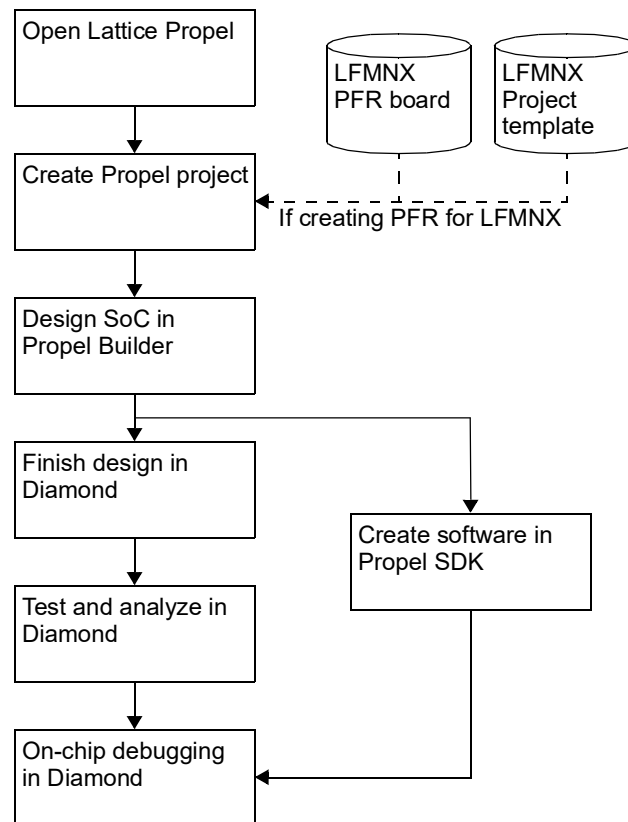 Open Lattice Propel
LFMNX
PFR board
LFMNX
Project
template
Create Propel project
If creating PFR for LFMNX
Design SoC in
Propel Builder
Finish design in
Diamond
Create software in
Propel SDK
Test and analyze in
Diamond
On-chip debugging
in Diamond